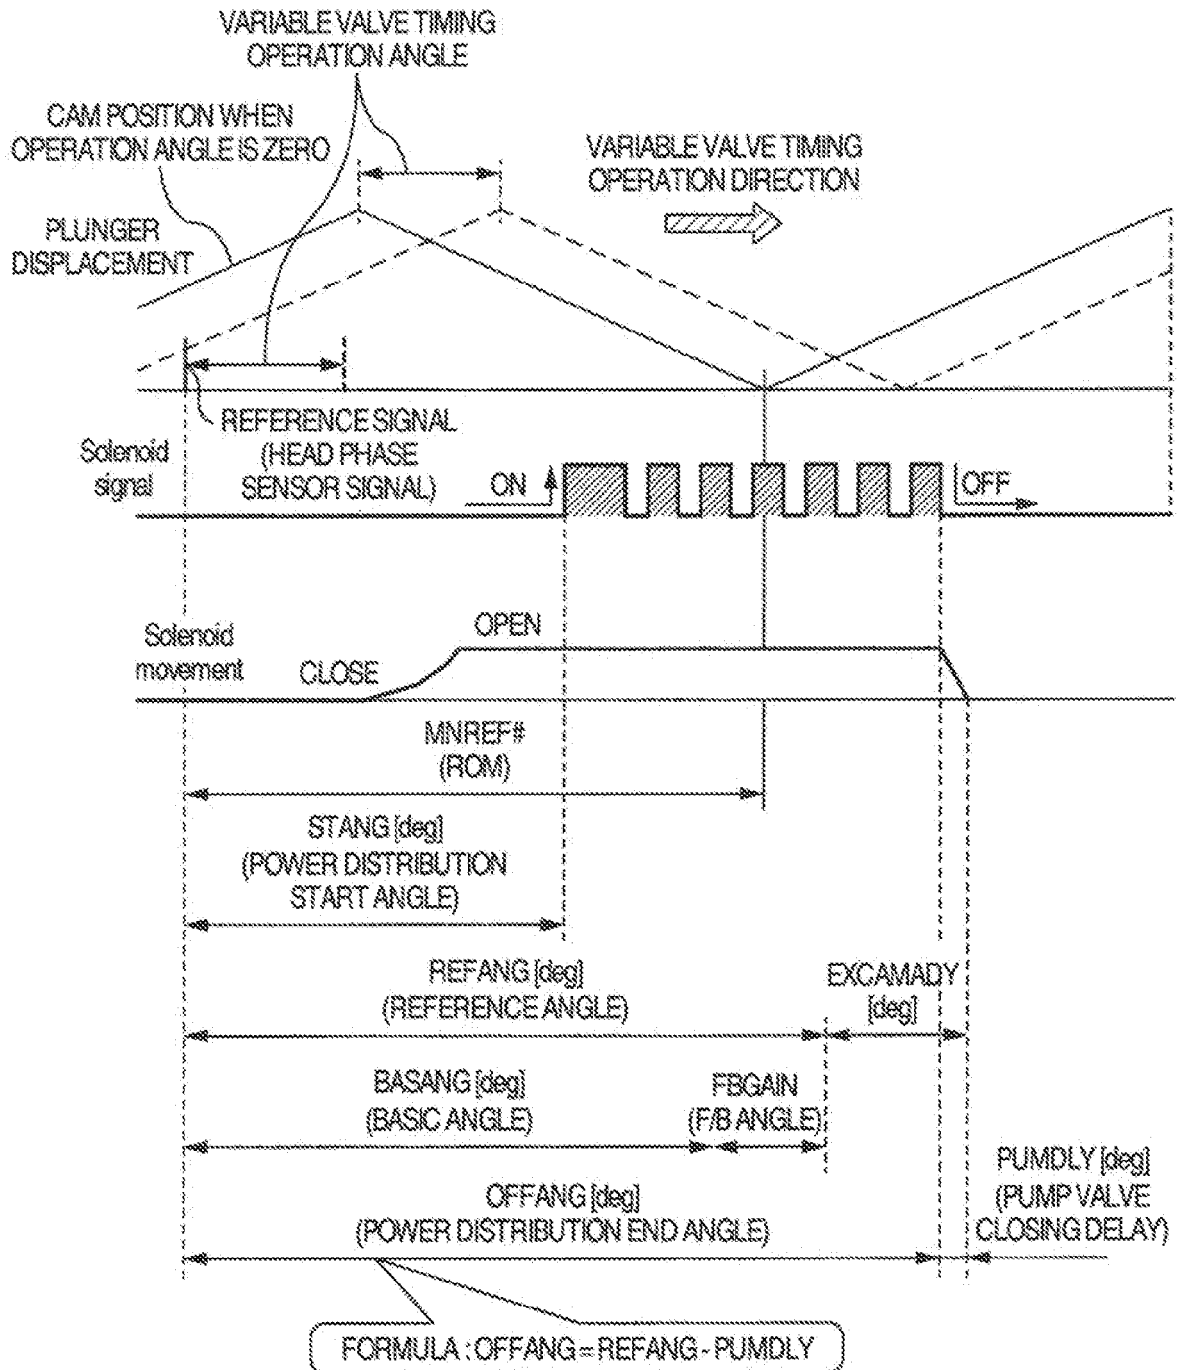 VARIABLE VALVE TIMING
OPERATION ANGLE
CAM POSITION WHEN
OPERATION ANGLE IS ZERO
VARIABLE VALVE TIMING
OPERATION DIRECTION
PLUNGER
DISPLACEMENT
REFERENCE SIGNAL
(HEAD PHASE
SENSOR SIGNAL)
Solenoid
signal
ON
OFF
Solenoid
movement
OPEN
CLOSE
MNREF#
(ROM)
STANG [deg]
(POWER DISTRIBUTION
START ANGLE)
REFANG [deg]
(REFERENCE ANGLE)
EXCAMADY
[deg]
BASANG [deg]
(BASIC ANGLE)
FBGAIN
(F/B ANGLE)
OFFANG [deg]
(POWER DISTRIBUTION END ANGLE)
PUMDLY [deg]
(PUMP VALVE
CLOSING DELAY)
FORMULA : OFFANG = REFANG - PUMDLY